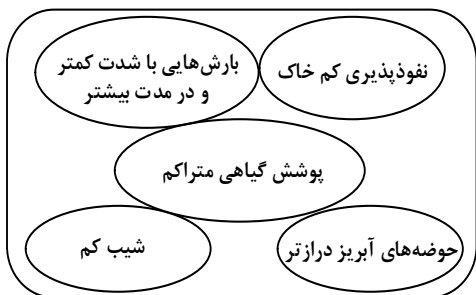 نفوذپذیری کم خاک
بارش‌هایی با شدت کمتر
و در مدت بیشتر
پوشش گیاهی متراکم
حوضه‌های آبریز درازتر
شیب کم